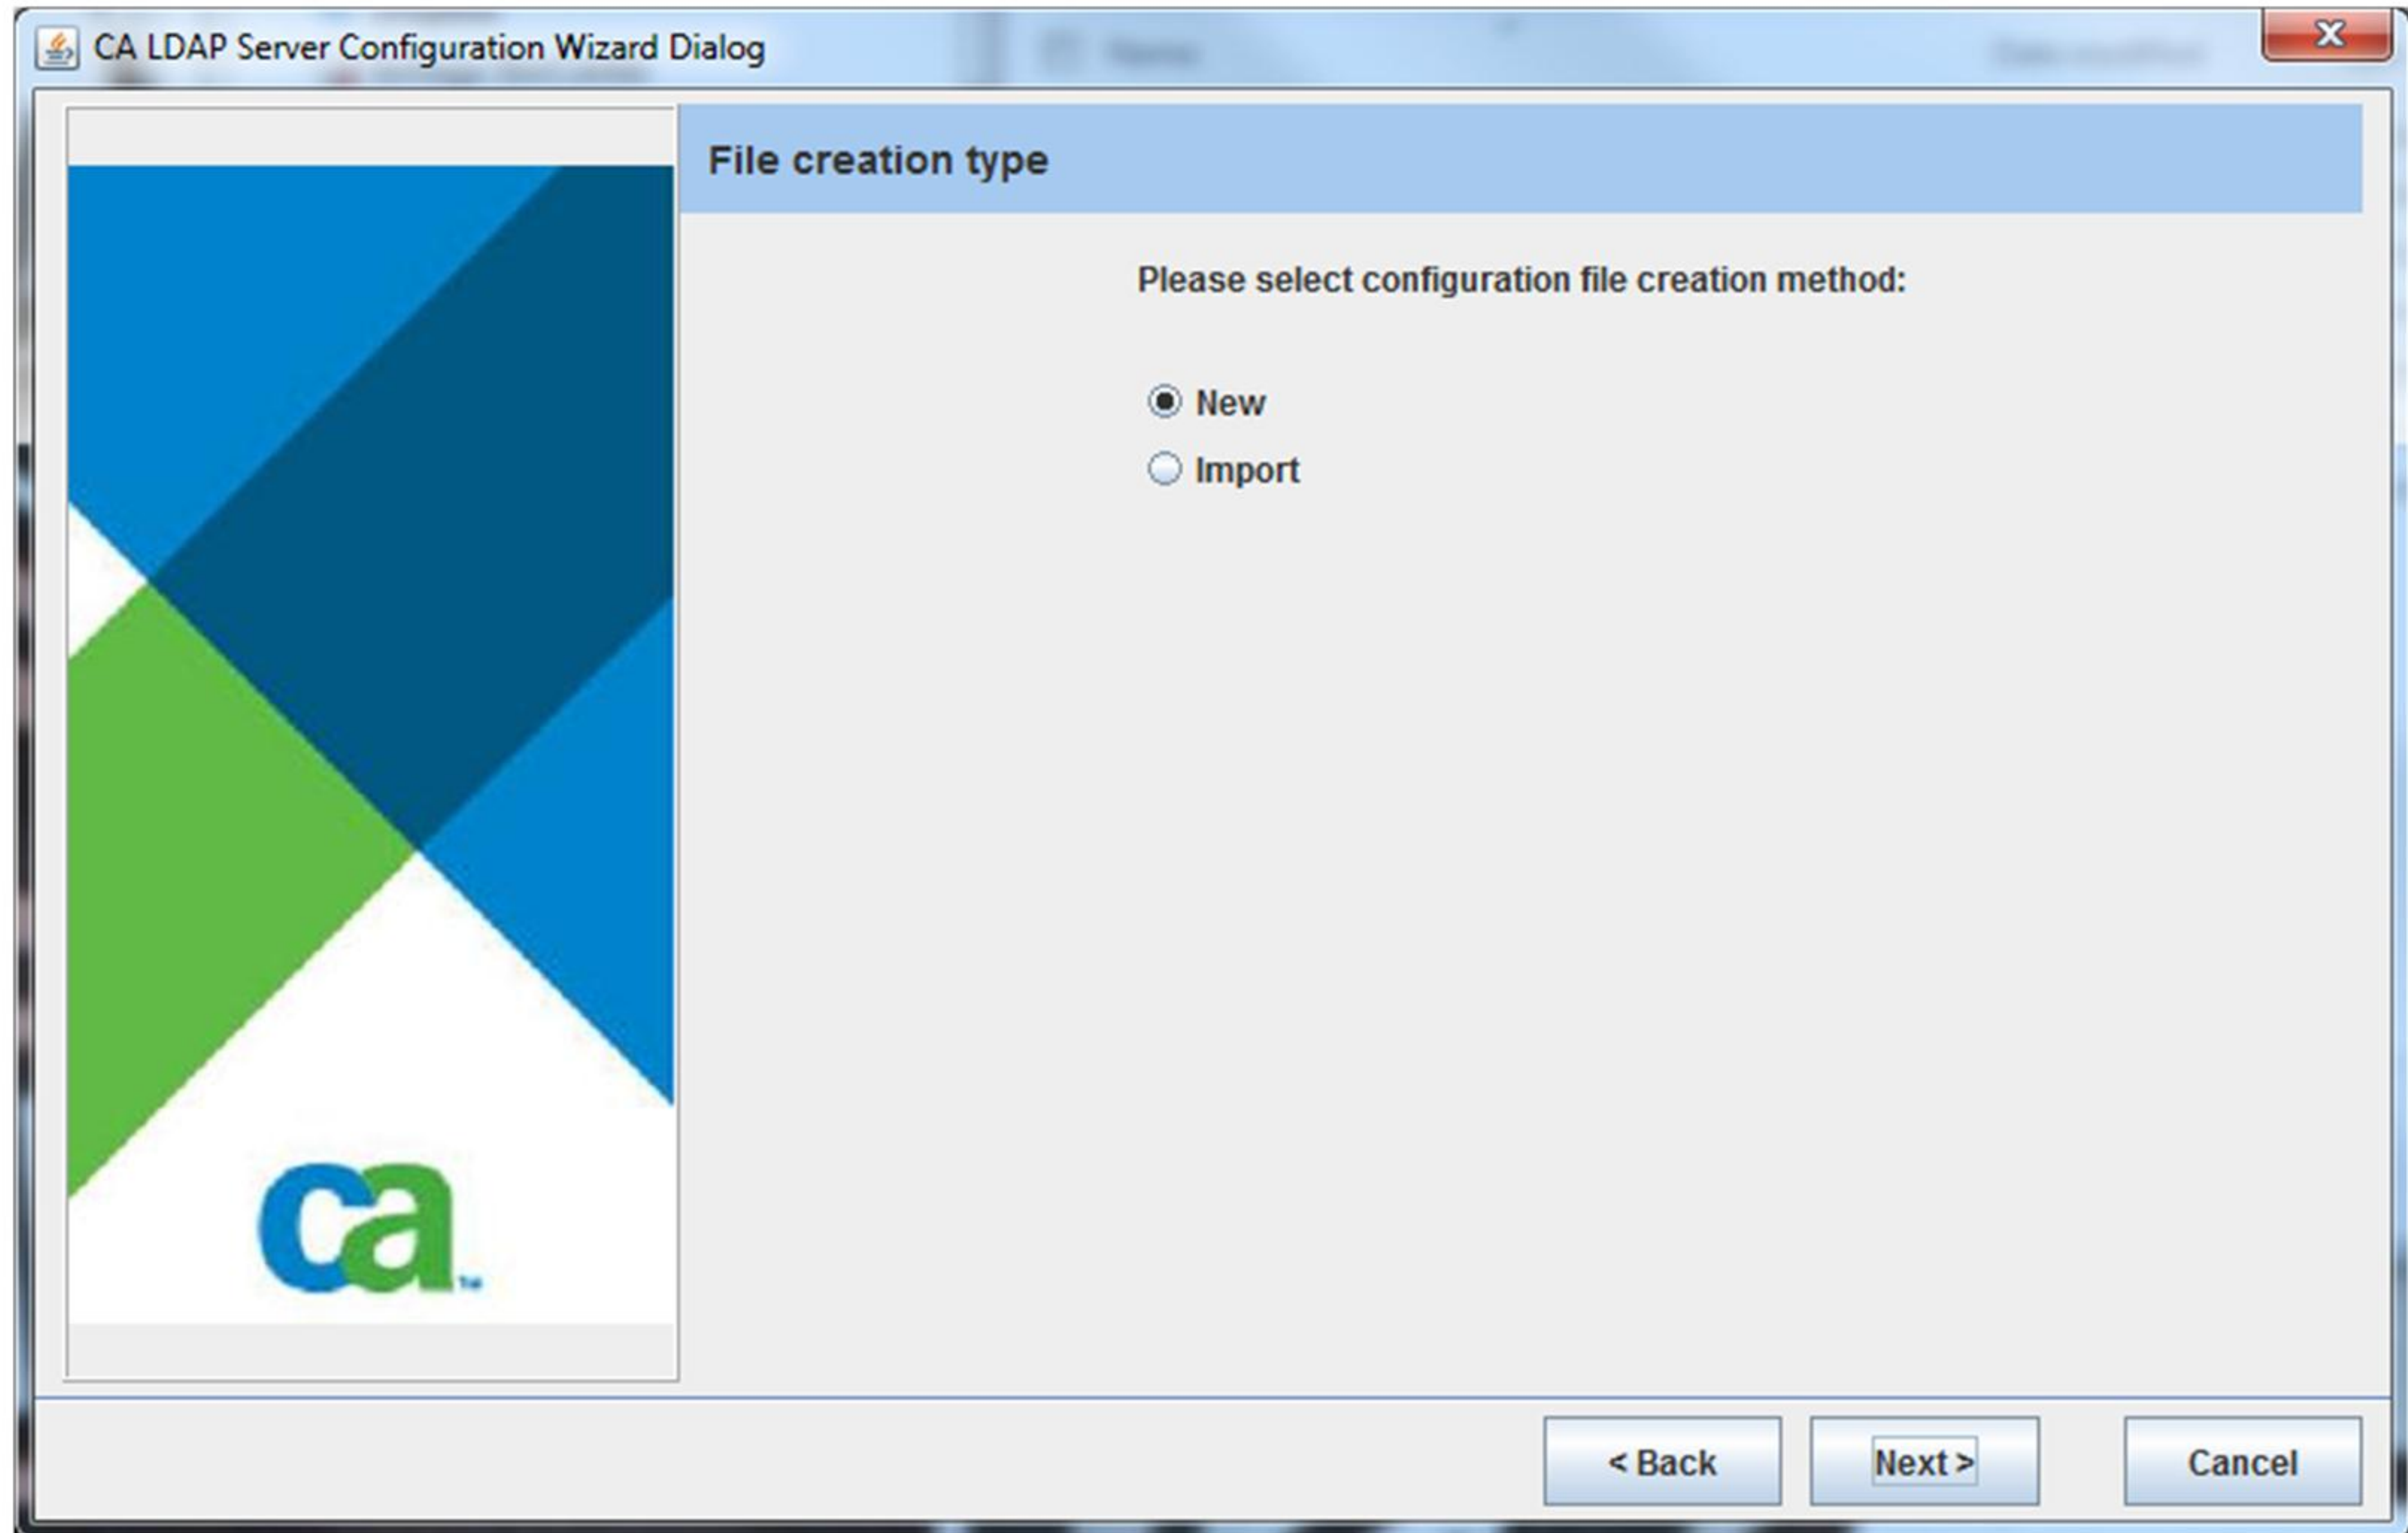 CA LDAP Server Configuration Wizard Dialog
File creation type
Please select configuration file creation method:
New
Import
ca™
< Back
Next >
Cancel